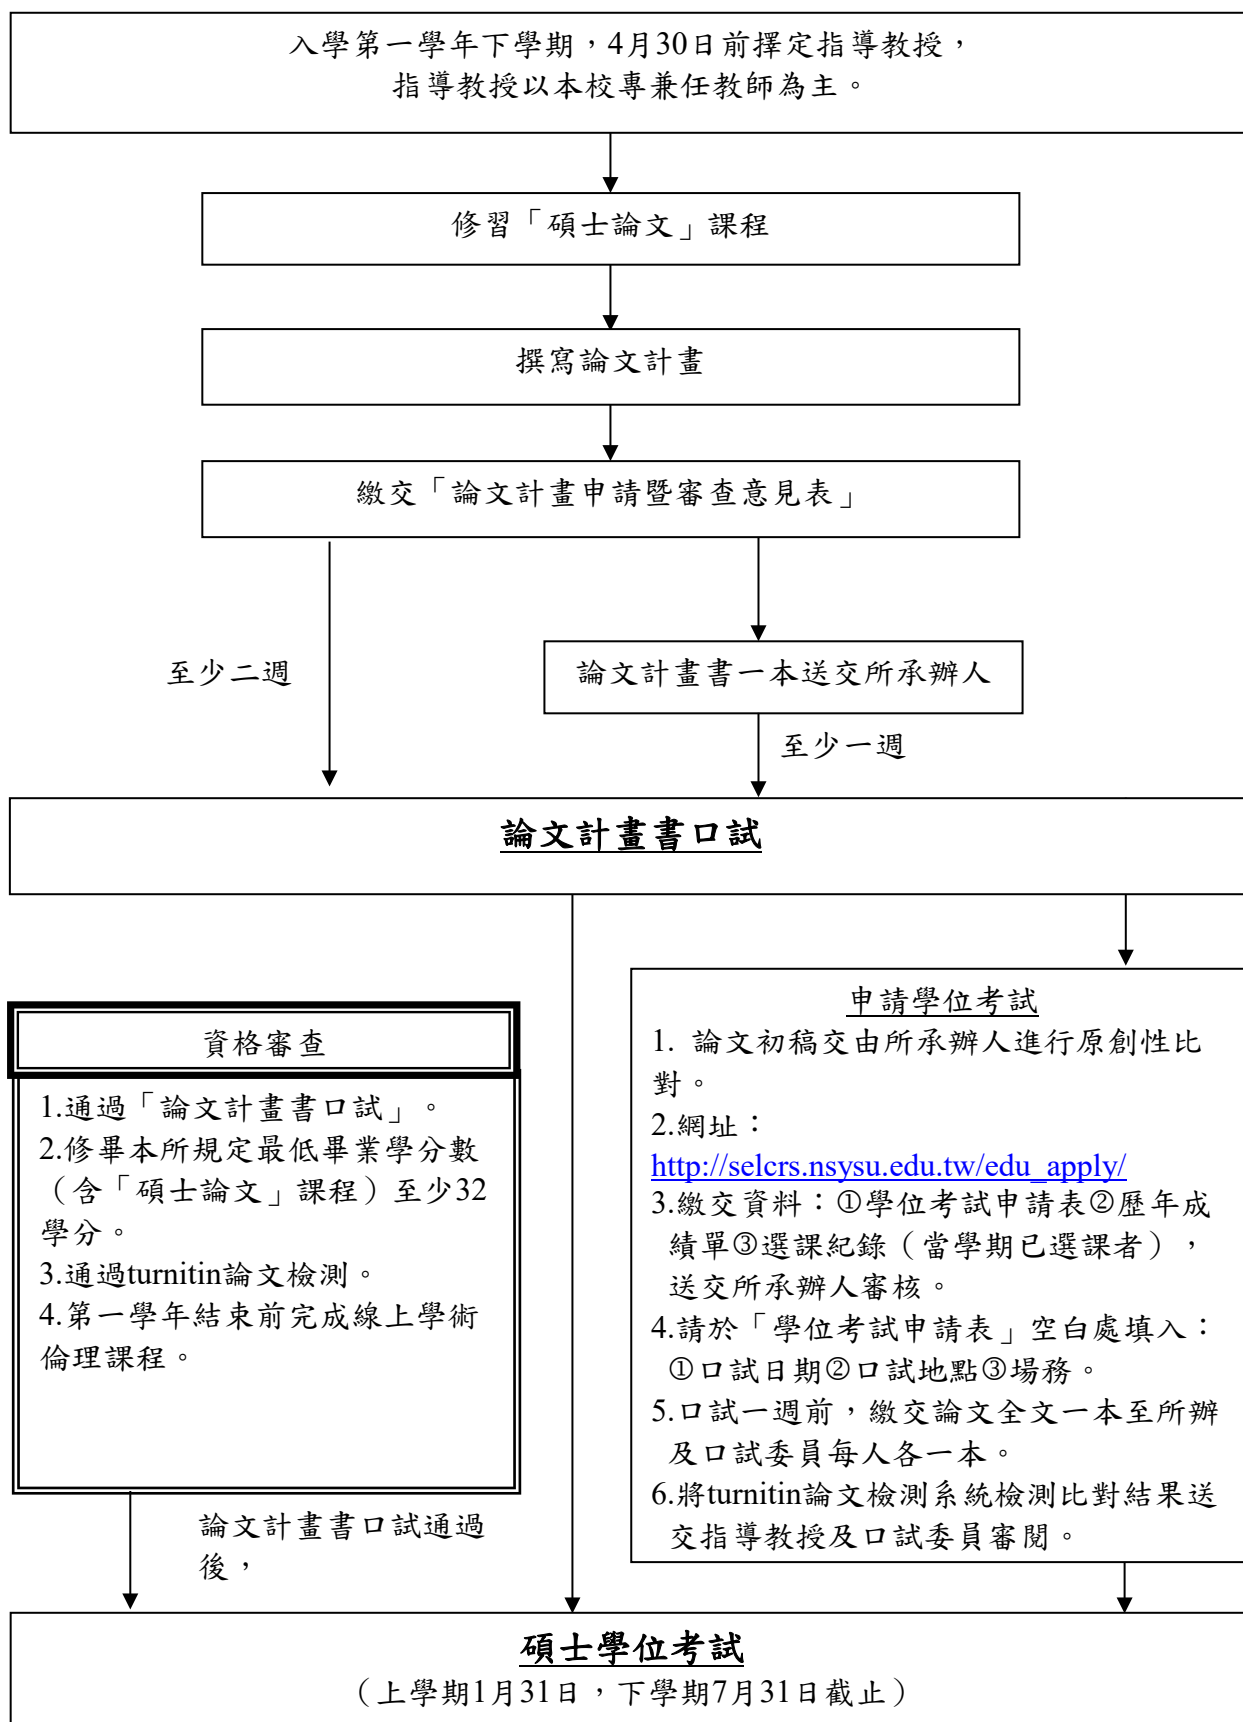 入學第一學年下學期，4月30日前擇定指導教授，
指導教授以本校專兼任教師為主。
修習「碩士論文」課程
撰寫論文計畫
繳交「論文計畫申請暨審查意見表」
至少二週
論文計畫書一本送交所承辦人
至少一週
論文計畫書口試
資格審查
1.通過「論文計畫書口試」。
2.修畢本所規定最低畢業學分數
（含「碩士論文」課程）至少32
學分。
3.通過turnitin論文檢測。
4.第一學年結束前完成線上學術
倫理課程。
論文計畫書口試通過
後，
申請學位考試
1. 論文初稿交由所承辦人進行原創性比
對。
2.網址：
http://selcrs.nsysu.edu.tw/edu_apply/
3.繳交資料：①學位考試申請表②歷年成
績單③選課紀錄（當學期已選課者），
送交所承辦人審核。
4.請於「學位考試申請表」空白處填入：
①口試日期②口試地點③場務。
5.口試一週前，繳交論文全文一本至所辦
及口試委員每人各一本。
6.將turnitin論文檢測系統檢測比對結果送
交指導教授及口試委員審閱。
碩士學位考試
（上學期1月31日，下學期7月31日截止）